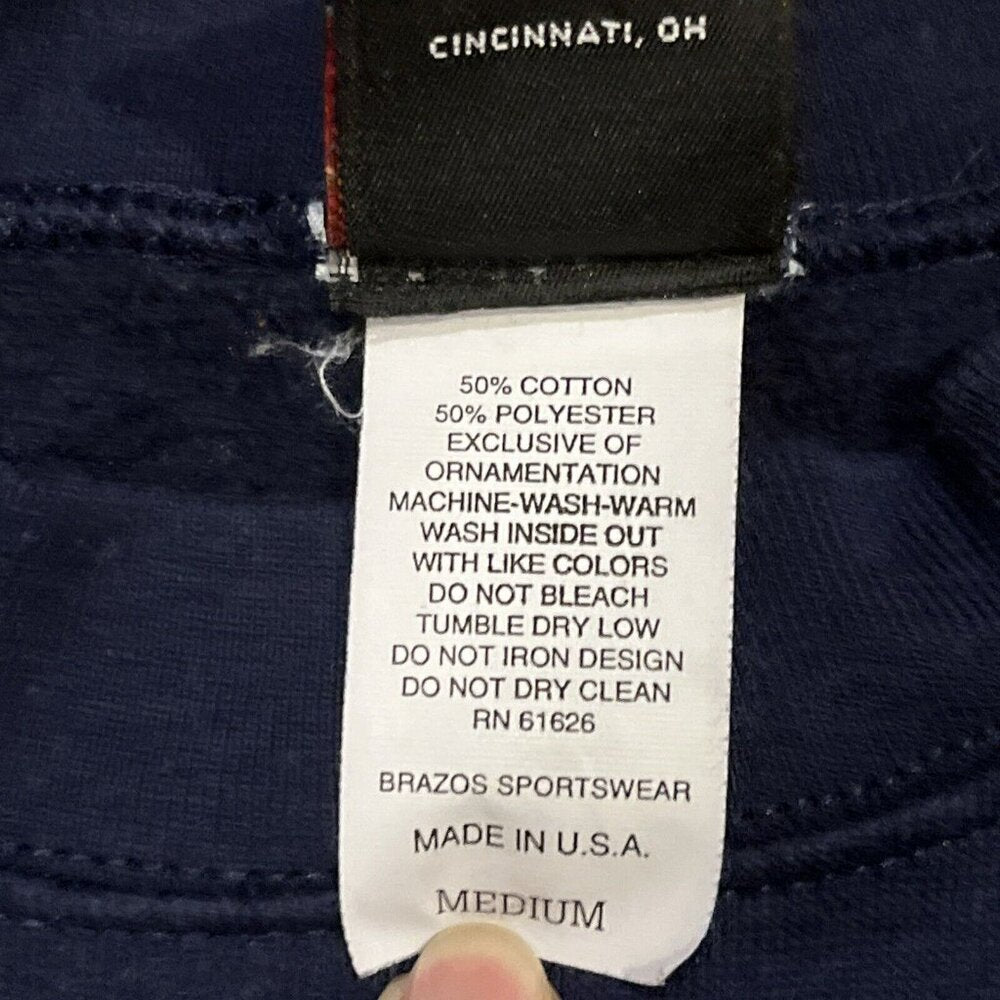 CINCINNATI, OH
50% COTTON
50% POLYESTER
EXCLUSIVE OF
ORNAMENTATION
MACHINE-WASH-WARM
WASH INSIDE OUT
WITH LIKE COLORS
DO NOT BLEACH
TUMBLE DRY LOW
DO NOT IRON DESIGN
DO NOT DRY CLEAN
RN 61626
BRAZOS SPORTSWEAR
MADE IN U.S.A.
MEDIUM